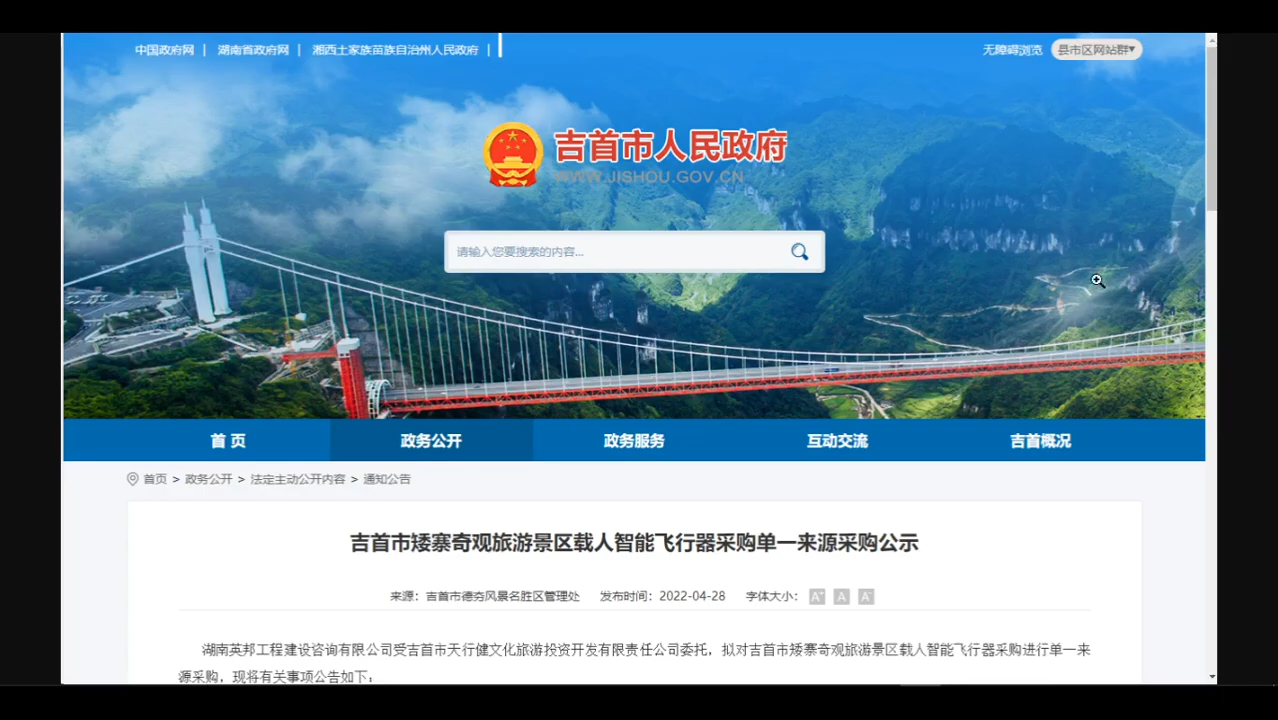 中国政府网 | 湖南省政府网 | 湘西土家族苗族自治州人民政府 |
无障碍浏览 县市区网站群▼
吉首市人民政府
WWW.JISHOU.GOV.CN
请输入您要搜索的内容...
首 页 政务公开 政务服务 互动交流 吉首概况
首页 > 政务公开 > 法定主动公开内容 > 通知公告
吉首市矮寨奇观旅游景区载人智能飞行器采购单一来源采购公示
来源：吉首市德夯风景名胜区管理处 发布时间：2022-04-28 字体大小： A+ A A-
湖南英邦工程建设咨询有限公司受吉首市天行健文化旅游投资开发有限责任公司委托，拟对吉首市矮寨奇观旅游景区载人智能飞行器采购进行单一来
源采购，现将有关事项公告如下：